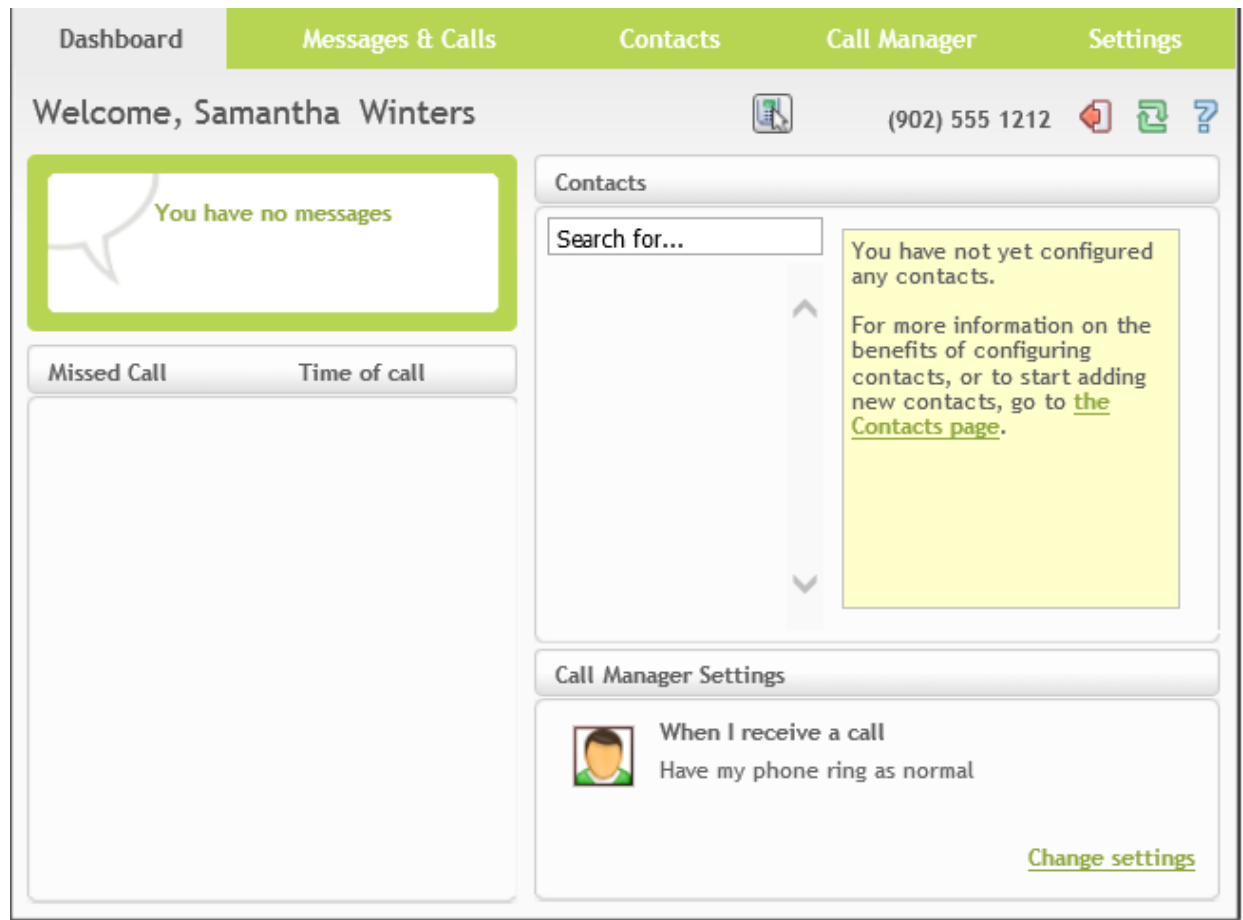 Dashboard Messages & Calls Contacts Call Manager Settings
Welcome, Samantha Winters
(902) 555 1212
You have no messages
Missed Call Time of call
Contacts
Search for...
You have not yet configured
any contacts.
For more information on the
benefits of configuring
contacts, or to start adding
new contacts, go to the
Contacts page.
Call Manager Settings
When I receive a call
Have my phone ring as normal
Change settings